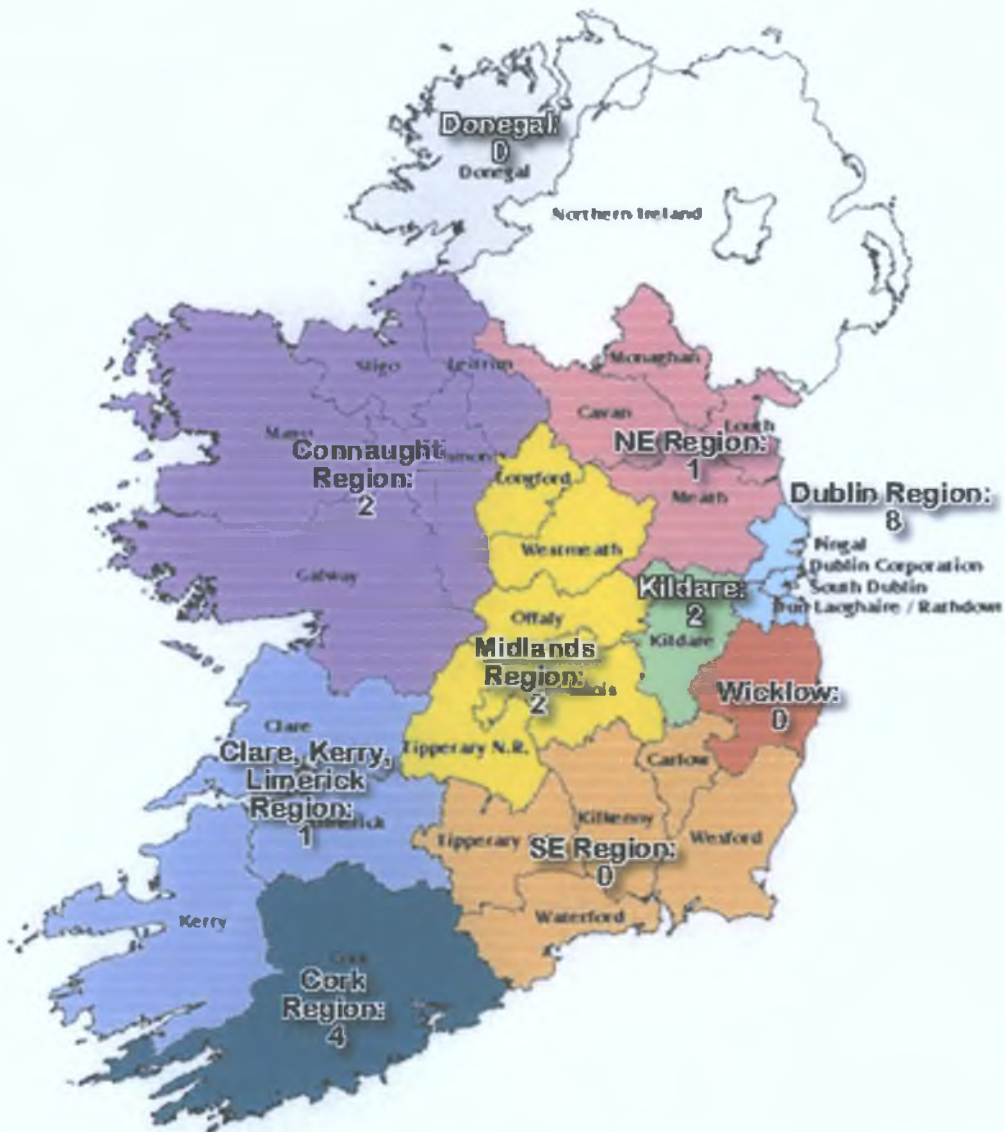 Donegal:
0
Donegal
Northern Ireland
Monaghan
Sligo
Leitrim
Cavan
Louth
NE Region:
1
Connaught
Region:
2
Longford
Meath
Dublin Region:
8
Fingal
Dublin Corporation
South Dublin
Dun Laoghaire / Rathdown
Westmeath
Galway
Kildare:
2
Kildare
Offaly
Midlands
Region:
2
Wicklow:
0
Clare
Tipperary N.R.
Clare, Kerry,
Limerick
Region:
1
Carlow
Kilkenny
Tipperary
Wexford
SE Region:
0
Waterford
Kerry
Cork
Region:
4